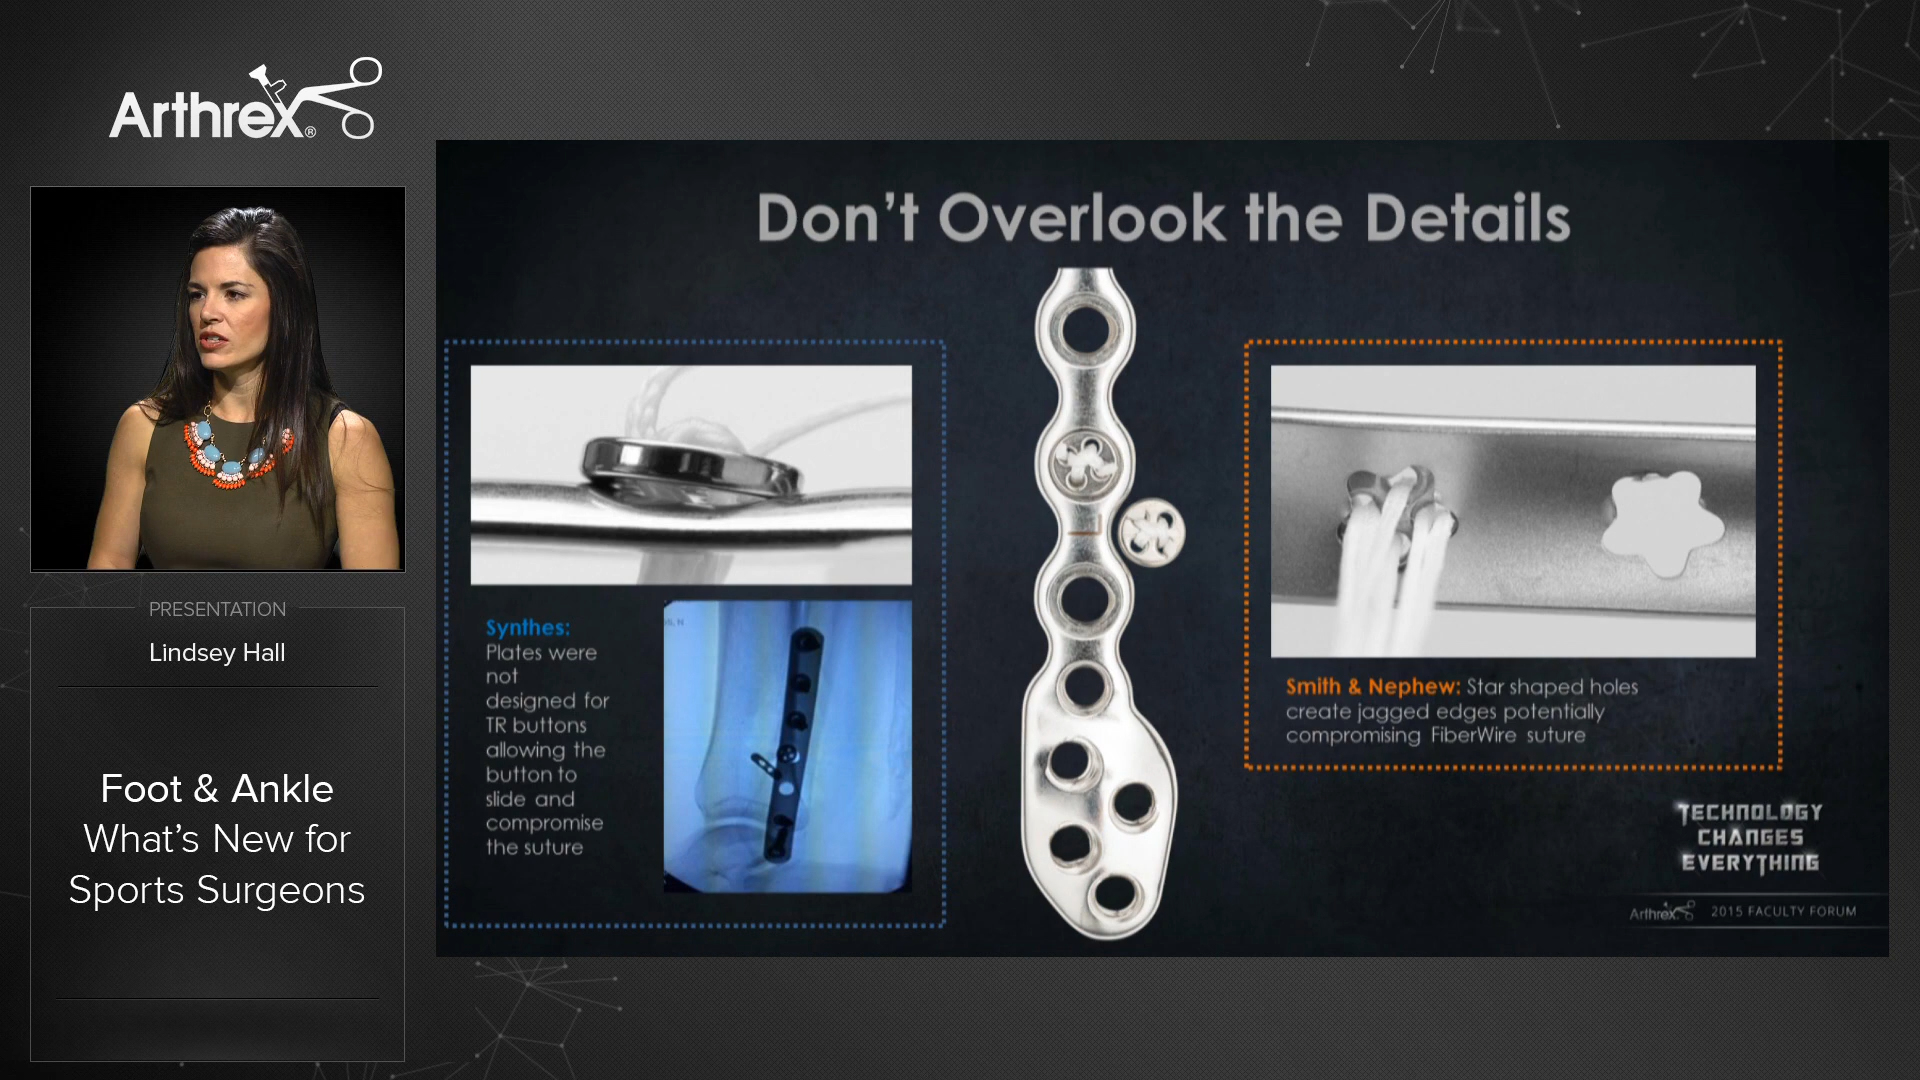 Arthrex®
PRESENTATION
Lindsey Hall
Foot & Ankle
What's New for
Sports Surgeons
Don't Overlook the Details
Synthes:
Plates were
not
designed for
TR buttons
allowing the
button to
slide and
compromise
the suture
Smith & Nephew: Star shaped holes
create jagged edges potentially
compromising FiberWire suture
TECHNOLOGY
CHANGES
EVERYTHING
Arthrex 2015 FACULTY FORUM